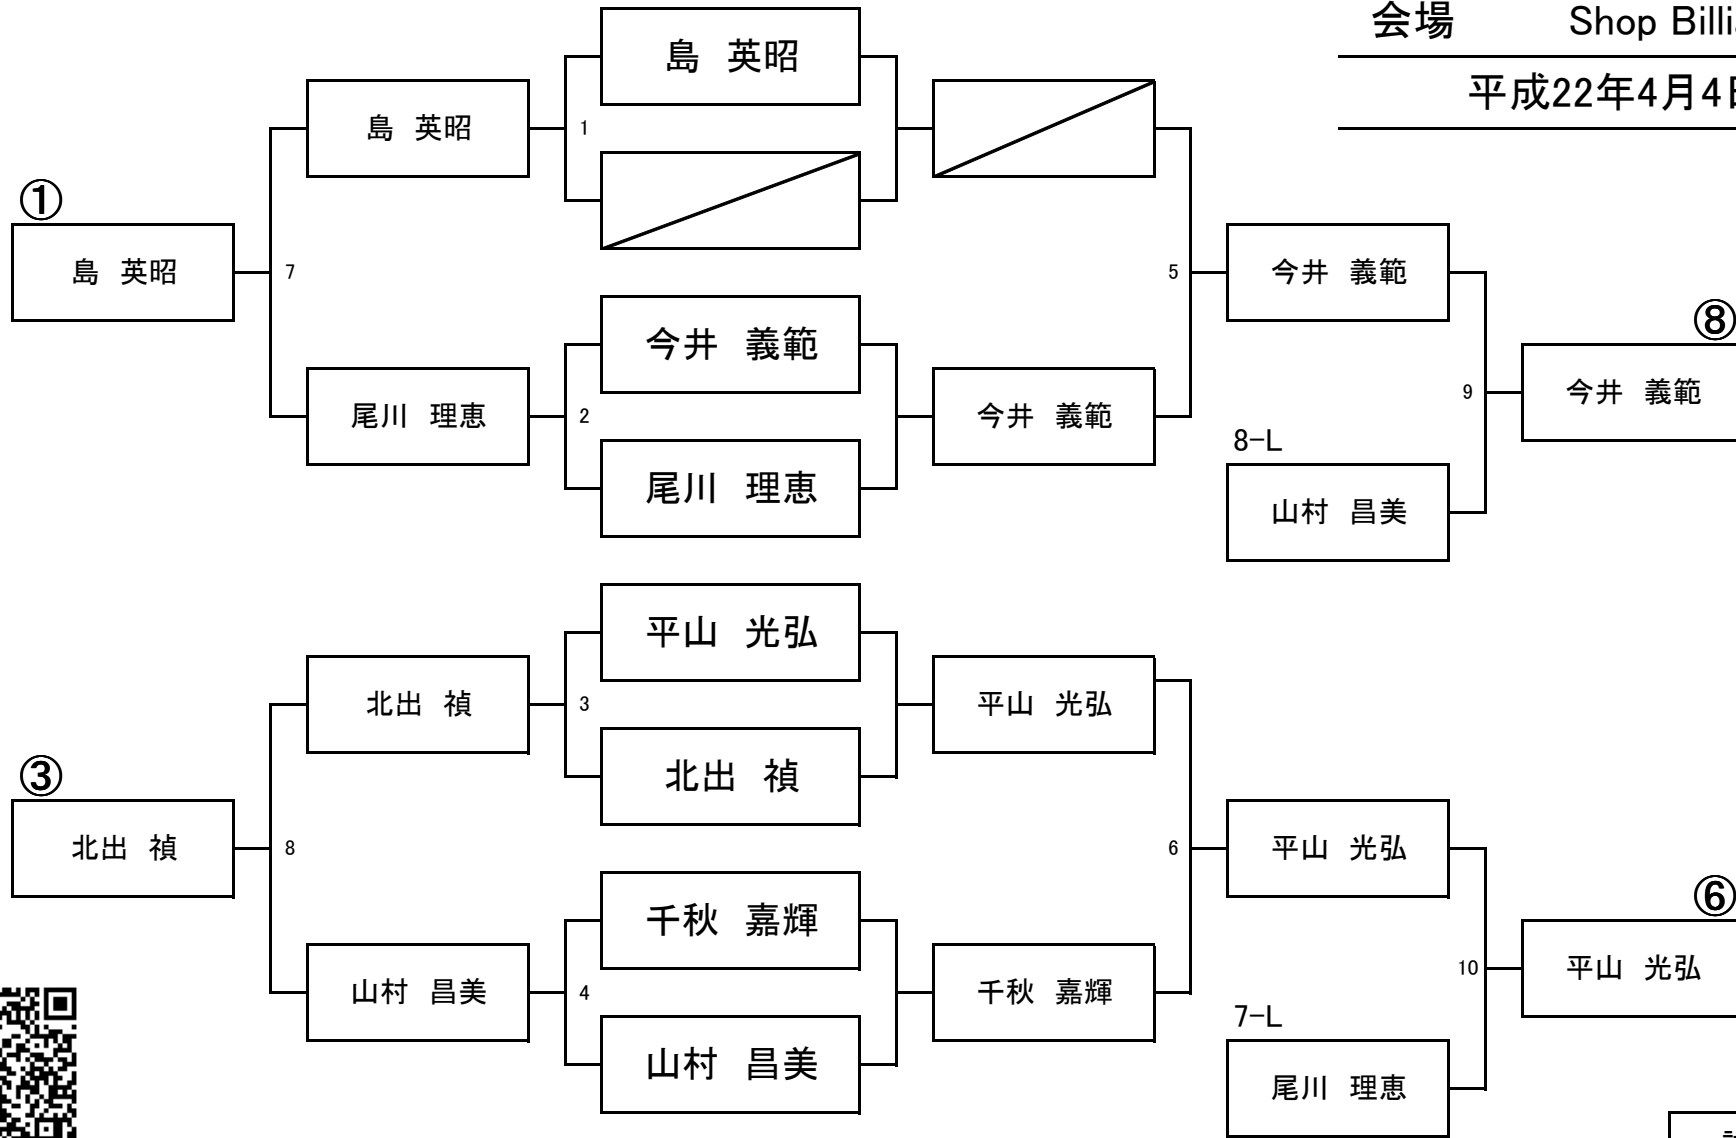 会場 Shop Billi
平成22年4月4日
島 英昭
島 英昭
1
①
島 英昭
7
5
今井 義範
⑧
今井 義範
尾川 理恵
2
今井 義範
9
今井 義範
8-L
尾川 理恵
山村 昌美
平山 光弘
北出 禎
3
平山 光弘
③
北出 禎
北出 禎
8
6
平山 光弘
⑥
千秋 嘉輝
10
平山 光弘
山村 昌美
4
千秋 嘉輝
7-L
山村 昌美
尾川 理恵